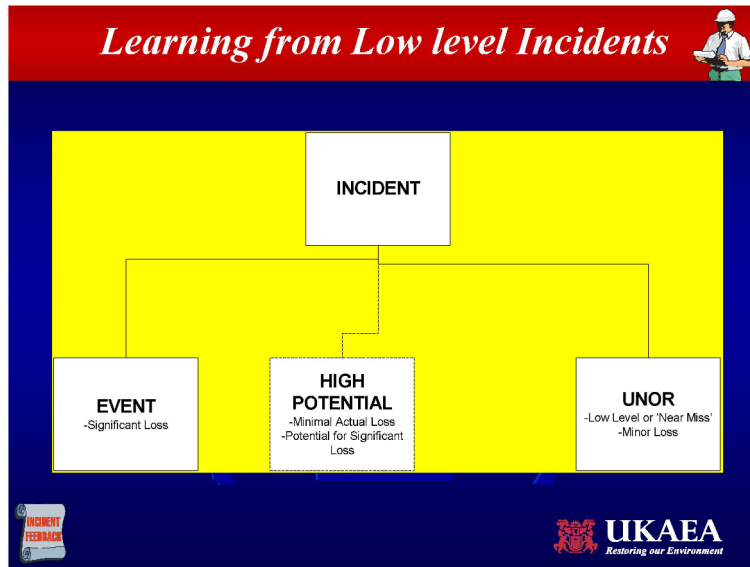 Learning from Low level Incidents
INCIDENT
EVENT
-Significant Loss
HIGH
POTENTIAL
-Minimal Actual Loss
-Potential for Significant
Loss
UNOR
-Low Level or 'Near Miss'
-Minor Loss
INCIDENT
FEEDBACK
UKAEA
Restoring our Environment